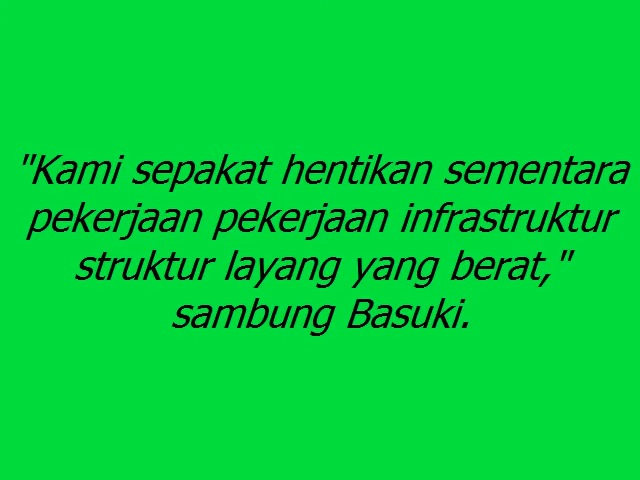 "Kami sepakat hentikan sementara
pekerjaan pekerjaan infrastruktur
struktur layang yang berat,"
sambung Basuki.